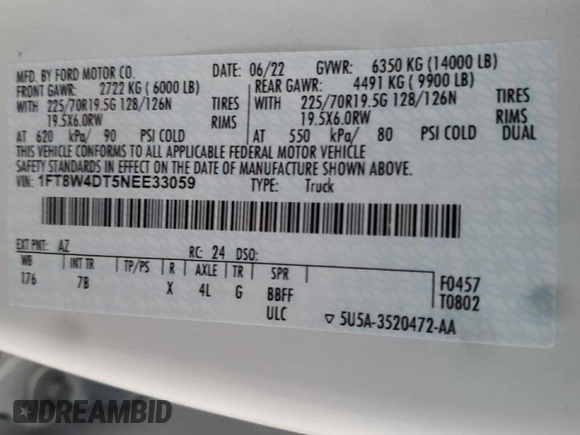 MFD. BY FORD MOTOR CO. DATE: 06/22 GVWR: 6350 KG (14000 LB)
FRONT GAWR: 2722 KG (6000 LB) REAR GAWR: 4491 KG (9900 LB)
WITH 225/70R19.5G 128/126N TIRES WITH 225/70R19.5G 128/126N TIRES
19.5X6.0RW RIMS 19.5X6.0RW RIMS
AT 620 kPa/ 90 PSI COLD AT 550 kPa/ 80 PSI COLD DUAL
THIS VEHICLE CONFORMS TO ALL APPLICABLE FEDERAL MOTOR VEHICLE
SAFETY STANDARDS IN EFFECT ON THE DATE OF MANUFACTURE SHOWN ABOVE.
VIN: 1FT8W4DT5NEE33059 TYPE: Truck
EXT PNT: AZ RC: 24 DSO:
WB INT TR TP/PS R AXLE TR SPR F0457
176 7B X 4L G BBFF T0802
ULC ▽ 5U5A-3520472-AA
DREAMBID